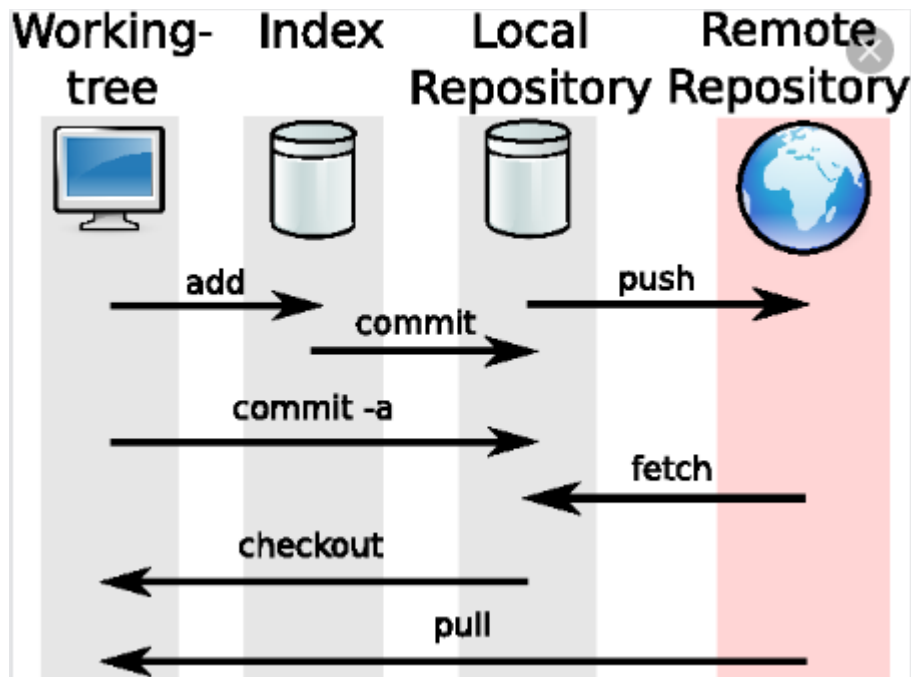 Working-
tree
Index
Local
Repository
Remote
Repository
add
push
commit
commit -a
fetch
checkout
pull